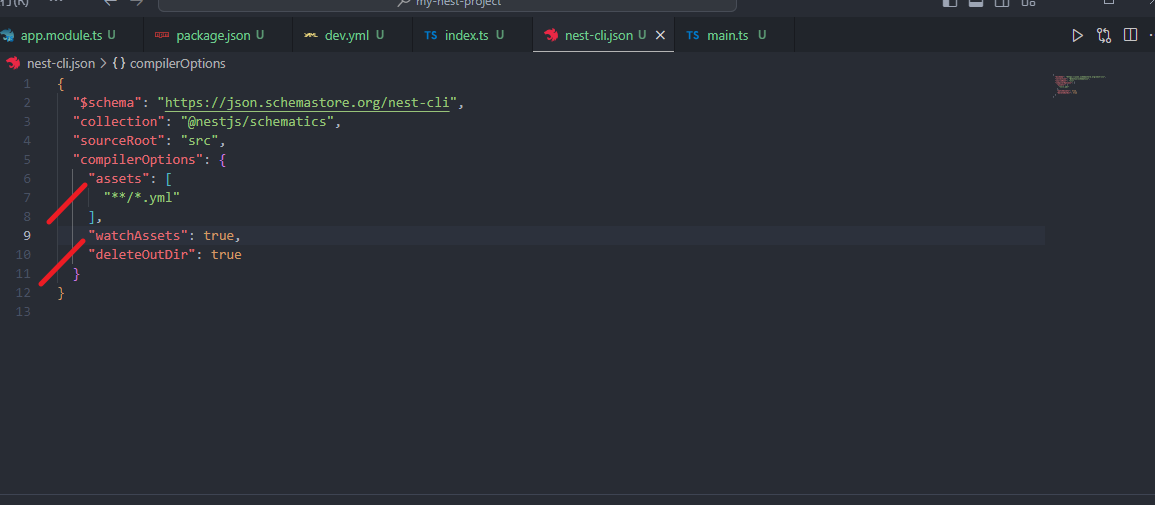 my-nest-project
app.module.ts U package.json U dev.yml U TS index.ts U nest-cli.json U TS main.ts U
nest-cli.json > {} compilerOptions
1 {
2 "$schema": "https://json.schemastore.org/nest-cli",
3 "collection": "@nestjs/schematics",
4 "sourceRoot": "src",
5 "compilerOptions": {
6 "assets": [
7 "**/*.yml"
8 ],
9 "watchAssets": true,
10 "deleteOutDir": true
11 }
12 }
13